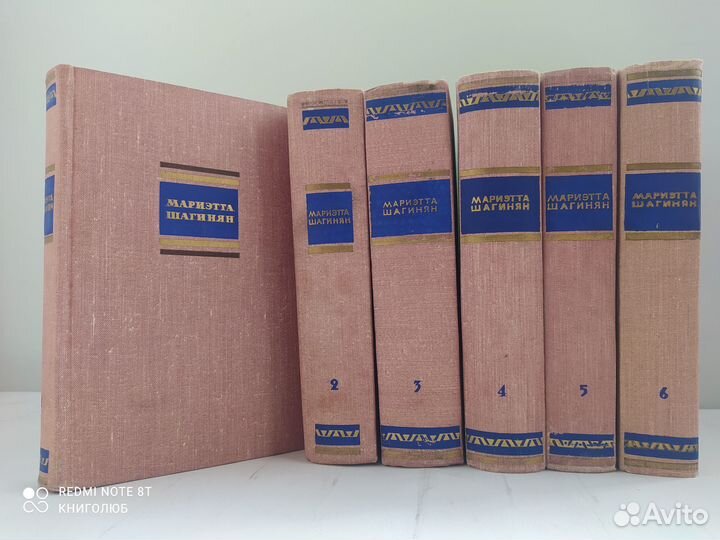 МАРИЭТТА
ШАГИНЯН
МАРИЭТТА
ШАГИНЯН
2
МАРИЭТТА
ШАГИНЯН
3
МАРИЭТТА
ШАГИНЯН
4
МАРИЭТТА
ШАГИНЯН
5
МАРИЭТТА
ШАГИНЯН
6
REDMI NOTE 8T
КНИГОЛЮБ
Avito